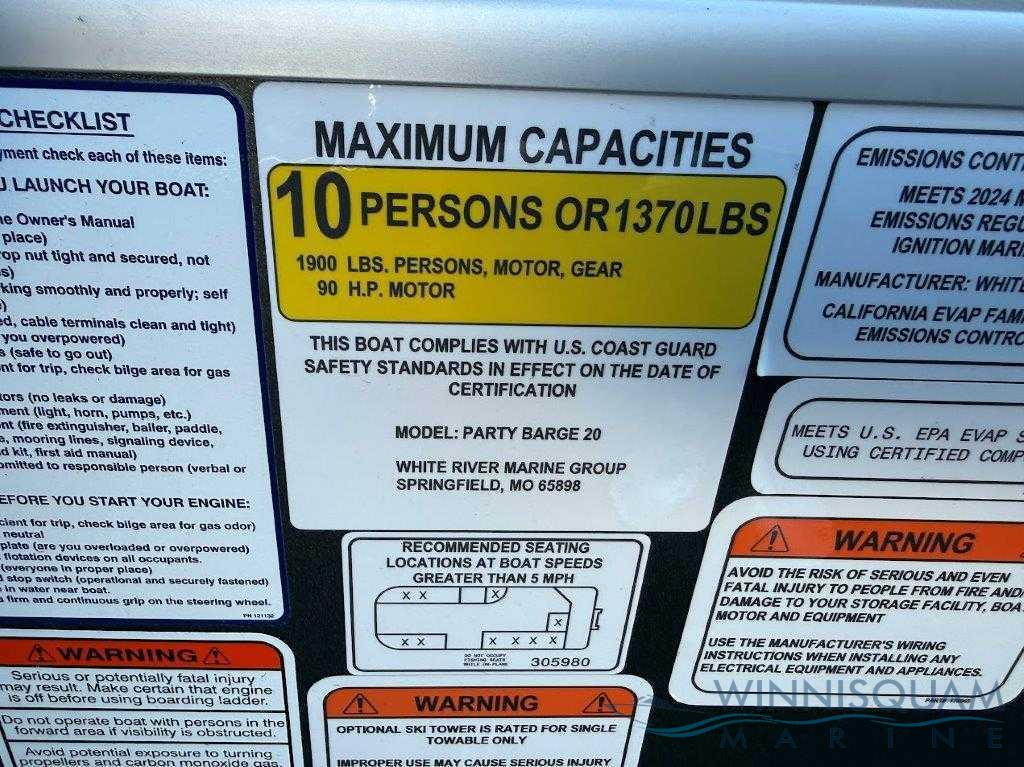 CHECKLIST
yment check each of these items:
U LAUNCH YOUR BOAT:
he Owner's Manual
place)
rop nut tight and secured, not
s)
king smoothly and properly; self
)
ed, cable terminals clean and tight)
you overpowered)
s (safe to go out)
nt for trip, check bilge area for gas
tors (no leaks or damage)
ment (light, horn, pumps, etc.)
nt (fire extinguisher, bailer, paddle,
s, mooring lines, signaling device,
d kit, first aid manual)
bmitted to responsible person (verbal or
EFORE YOU START YOUR ENGINE:
cient for trip, check bilge area for gas odor)
neutral
plate (are you overloaded or overpowered)
flotation devices on all occupants.
(everyone in proper place)
d stop switch (operational and securely fastened)
e in water near boat.
a firm and continuous grip on the steering wheel.
PN 121132
WARNING
Serious or potentially fatal injury
may result. Make certain that engine
is off before using boarding ladder.
Do not operate boat with persons in the
forward area if visibility is obstructed.
Avoid potential exposure to turning
propellers and carbon monoxide gas.
MAXIMUM CAPACITIES
10 PERSONS OR 1370 LBS
1900 LBS. PERSONS, MOTOR, GEAR
90 H.P. MOTOR
THIS BOAT COMPLIES WITH U.S. COAST GUARD
SAFETY STANDARDS IN EFFECT ON THE DATE OF
CERTIFICATION
MODEL: PARTY BARGE 20
WHITE RIVER MARINE GROUP
SPRINGFIELD, MO 65898
RECOMMENDED SEATING
LOCATIONS AT BOAT SPEEDS
GREATER THAN 5 MPH
X X X
X
X X X X X X
DO NOT OCCUPY
FISHING SEATS
WHILE ON-PLANE
305980
WARNING
OPTIONAL SKI TOWER IS RATED FOR SINGLE
TOWABLE ONLY
IMPROPER USE MAY CAUSE SERIOUS INJURY
EMISSIONS CONT
MEETS 2024 M
EMISSIONS REGU
IGNITION MARI
MANUFACTURER: WHITE
CALIFORNIA EVAP FAM
EMISSIONS CONTRO
MEETS U.S. EPA EVAP S
USING CERTIFIED COMP
WARNING
AVOID THE RISK OF SERIOUS AND EVEN
FATAL INJURY TO PEOPLE FROM FIRE AND/
DAMAGE TO YOUR STORAGE FACILITY, BOA
MOTOR AND EQUIPMENT
USE THE MANUFACTURER'S WIRING
INSTRUCTIONS WHEN INSTALLING ANY
ELECTRICAL EQUIPMENT AND APPLIANCES.
WINNISQUAM
MARINE